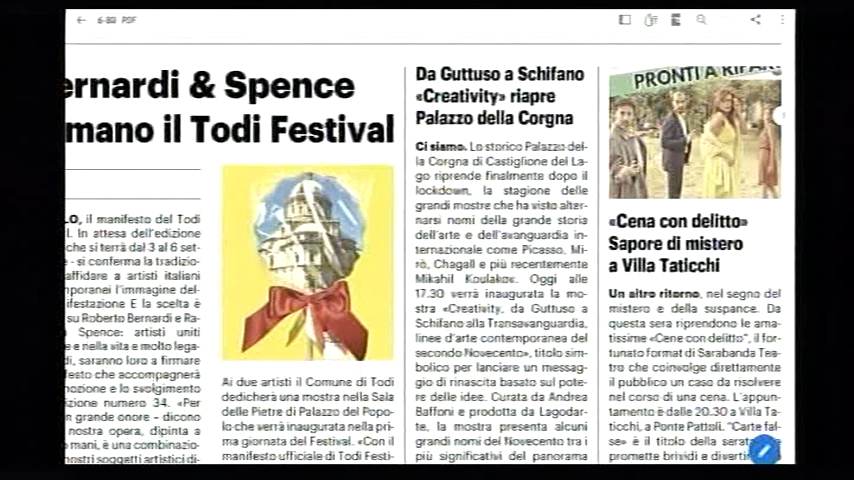 6-80 PDF
ernardi & Spence
mano il Todi Festival
LO, il manifesto del Todi
l. In attesa dell'edizione
che si terrà dal 3 al 6 set-
e - si conferma la tradizio-
affidare a artisti italiani
mporanei l'immagine del-
ifestazione E la scelta è
su Roberto Bernardi e Ra-
Spence: artisti uniti
e e nella vita e molto lega-
di, saranno loro a firmare
festo che accompagnerà
mozione e lo svolgimento
izione numero 34. «Per
n grande onore - dicono
nostra opera, dipinta a
mani, è una combinazio-
nostri soggetti artistici di-
Ai due artisti il Comune di Todi
dedicherà una mostra nella Sala
delle Pietre di Palazzo del Popo-
lo che verrà inaugurata nella pri-
ma giornata del Festival. «Con il
manifesto ufficiale di Todi Festi-
Da Guttuso a Schifano
«Creativity» riapre
Palazzo della Corgna
Ci siamo. Lo storico Palazzo del-
la Corgna di Castiglione del La-
go riprende finalmente dopo il
lockdown, la stagione delle
grandi mostre che ha visto alter-
narsi nomi della grande storia
dell'arte e dell'avanguardia in-
ternazionale come Picasso, Mi-
rò, Chagall e più recentemente
Mikahil Koulakov. Oggi alle
17.30 verrà inaugurata la mo-
stra «Creativity, da Guttuso a
Schifano alla Transavanguardia,
linee d'arte contemporanea del
secondo Novecento», titolo sim-
bolico per lanciare un messag-
gio di rinascita basato sul pote-
re delle idee. Curata da Andrea
Baffoni e prodotta da Lagodar-
te, la mostra presenta alcuni
grandi nomi del Novecento tra i
più significativi del panorama
PRONTI A RIPAR
«Cena con delitto»
Sapore di mistero
a Villa Taticchi
Un altro ritorno, nel segno del
mistero e della suspance. Da
questa sera riprendono le ama-
tissime «Cene con delitto", il for-
tunato format di Sarabanda Tea-
tro che coinvolge direttamente
il pubblico un caso da risolvere
nel corso di una cena. L'appun-
tamento è dalle 20.30 a Villa Ta-
ticchi, a Ponte Pattoli. "Carte fal-
se» è il titolo della serata
promette brividi e diverti